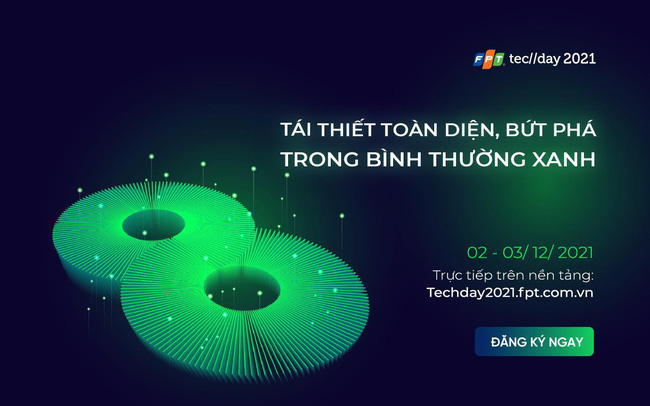 FPT tec//day 2021
TÁI THIẾT TOÀN DIỆN, BỨT PHÁ
TRONG BÌNH THƯỜNG XANH
02 - 03/ 12/ 2021
Trực tiếp trên nền tảng:
Techday2021.fpt.com.vn
ĐĂNG KÝ NGAY